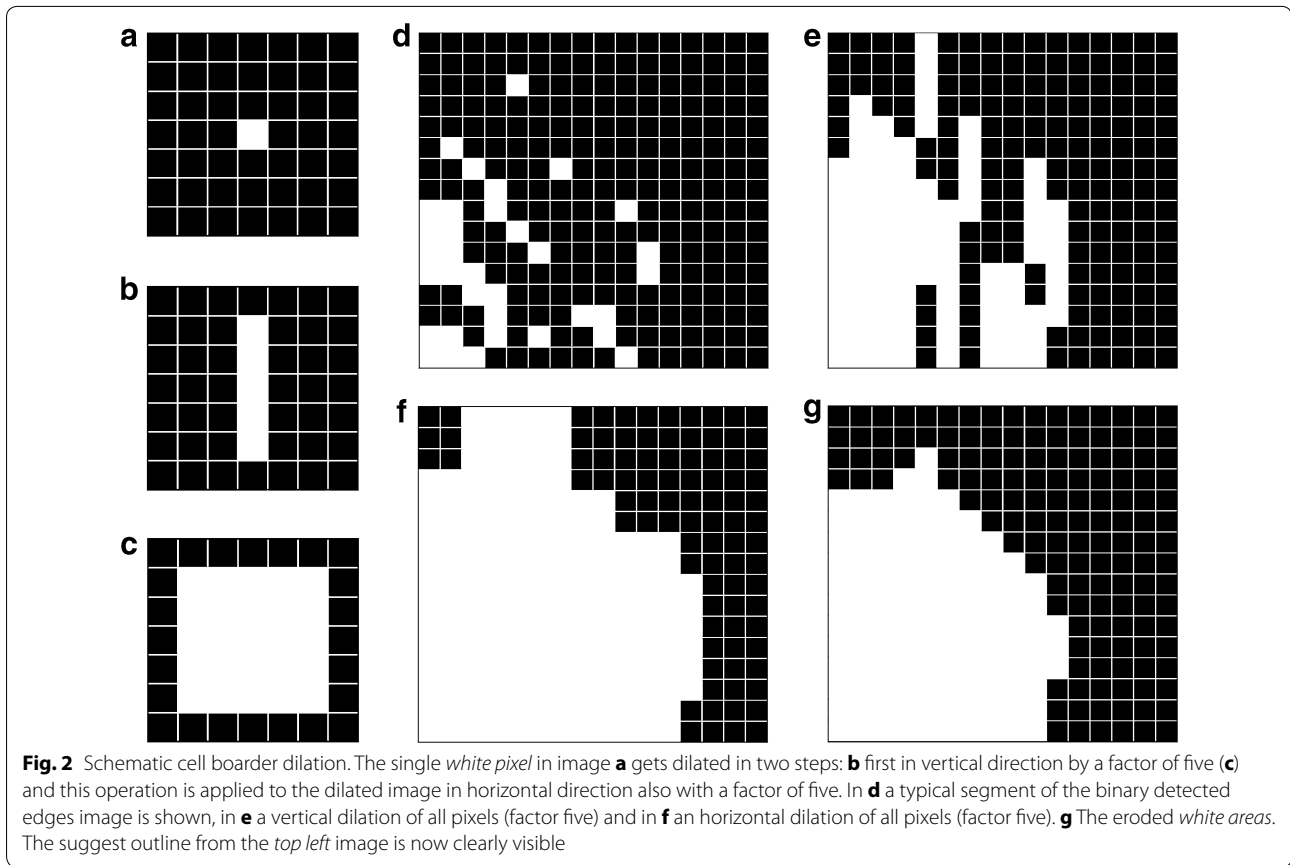 a
d
e
b
f
g
c
Fig. 2 Schematic cell boarder dilation. The single white pixel in image a gets dilated in two steps: b first in vertical direction by a factor of five (c)
and this operation is applied to the dilated image in horizontal direction also with a factor of five. In d a typical segment of the binary detected
edges image is shown, in e a vertical dilation of all pixels (factor five) and in f an horizontal dilation of all pixels (factor five). g The eroded white areas.
The suggest outline from the top left image is now clearly visible